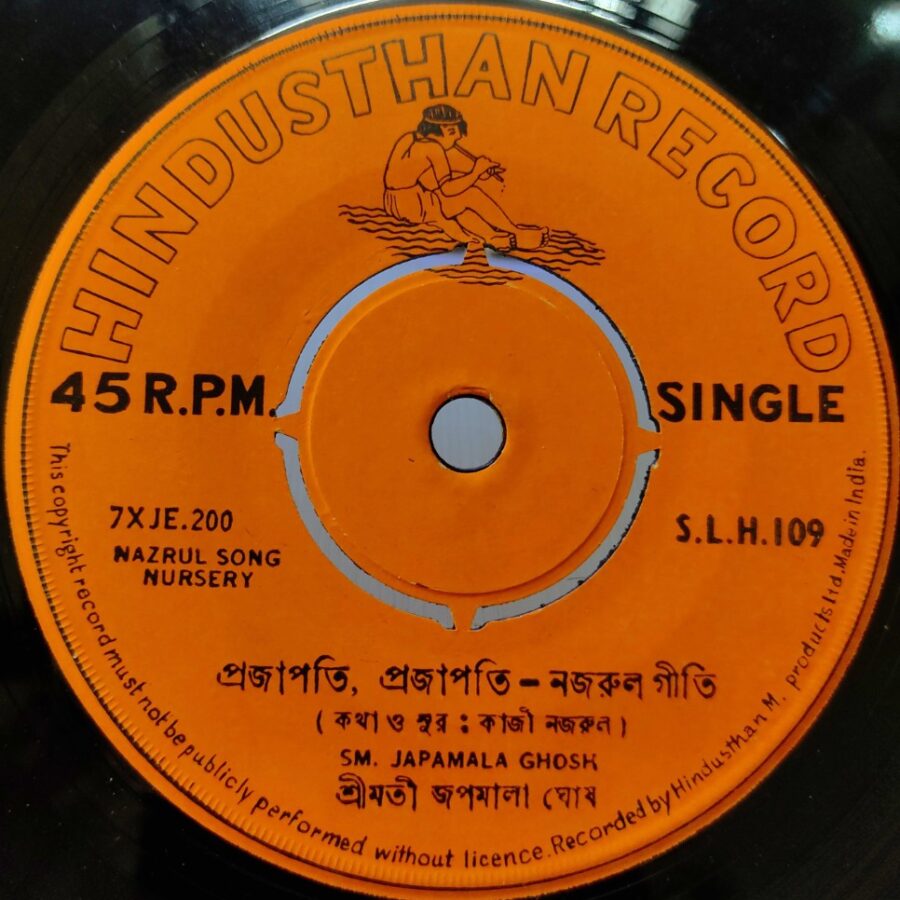 HINDUSTHAN RECORD
45 R.P.M.
SINGLE
7XJE.200
NAZRUL SONG
NURSERY
S.L.H.109
প্রজাপতি, প্রজাপতি – নজরুল গীতি
( কথা ও সুর : কাজী নজরুল )
SM. JAPAMALA GHOSH
শ্রীমতী জপমালা ঘোষ
This copyright record must not be publicly performed without licence. Recorded by Hindusthan M. products ltd. Made in India.